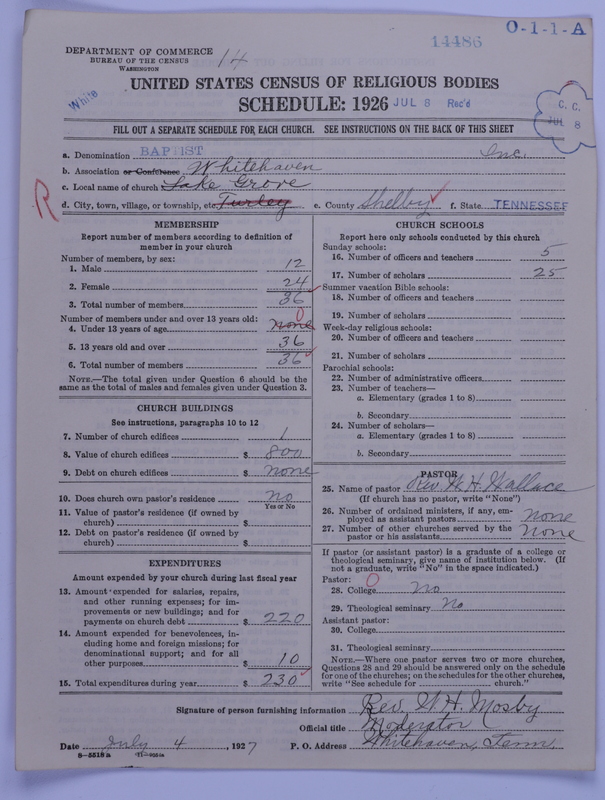 14486 O-1-1-A
DEPARTMENT OF COMMERCE
BUREAU OF THE CENSUS
WASHINGTON
14
White
UNITED STATES CENSUS OF RELIGIOUS BODIES
SCHEDULE: 1926 JUL 8 Rec'd
C. C.
JUL 8
FILL OUT A SEPARATE SCHEDULE FOR EACH CHURCH. SEE INSTRUCTIONS ON THE BACK OF THIS SHEET
a. Denomination BAPTIST Inc.
b. Association or Conference Whitehaven
c. Local name of church Lake Grove
R
d. City, town, village, or township, etc. Turley e. County Shelby f. State TENNESSEE
MEMBERSHIP
Report number of members according to definition of
member in your church
Number of members, by sex:
1. Male 12
2. Female 24
3. Total number of members 36
Number of members under and over 13 years old:
4. Under 13 years of age none 0
5. 13 years old and over 36
6. Total number of members 36
NOTE.—The total given under Question 6 should be the
same as the total of males and females given under Question 3.
CHURCH BUILDINGS
See instructions, paragraphs 10 to 12
7. Number of church edifices 1
8. Value of church edifices $ 800
9. Debt on church edifices $ none
10. Does church own pastor's residence no
Yes or No
11. Value of pastor's residence (if owned by
church) $
12. Debt on pastor's residence (if owned by
church) $
EXPENDITURES
Amount expended by your church during last fiscal year
13. Amount expended for salaries, repairs,
and other running expenses; for im-
provements or new buildings; and for
payments on church debt $ 220
14. Amount expended for benevolences, in-
cluding home and foreign missions; for
denominational support; and for all
other purposes $ 10
15. Total expenditures during year $ 230
CHURCH SCHOOLS
Report here only schools conducted by this church
Sunday schools:
16. Number of officers and teachers 5
17. Number of scholars 25
Summer vacation Bible schools:
18. Number of officers and teachers
19. Number of scholars
Week-day religious schools:
20. Number of officers and teachers
21. Number of scholars
Parochial schools:
22. Number of administrative officers
23. Number of teachers—
a. Elementary (grades 1 to 8)
b. Secondary
24. Number of scholars—
a. Elementary (grades 1 to 8)
b. Secondary
PASTOR
25. Name of pastor Rev. W. H. Wallace
(If church has no pastor, write "None")
26. Number of ordained ministers, if any, em-
ployed as assistant pastors none
27. Number of other churches served by the
pastor or his assistants none
If pastor (or assistant pastor) is a graduate of a college or
theological seminary, give name of institution below. (If
not a graduate, write "No" in the space indicated.)
Pastor: 0
28. College No
29. Theological seminary No
Assistant pastor:
30. College
31. Theological seminary
NOTE.—Where one pastor serves two or more churches,
Questions 28 and 29 should be answered only on the schedule
for one of the churches; on the schedules for the other churches,
write "See schedule for church."
Signature of person furnishing information Rev. W. H. Mosby
Official title Moderator
Date July 4, 1927 P. O. Address Whitehaven, Tenn.
8—5518a